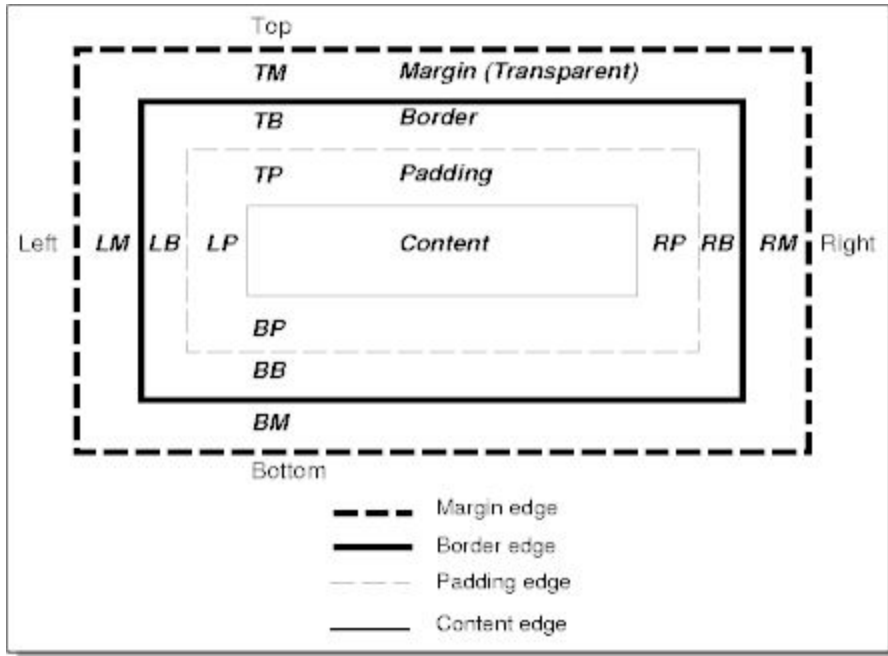 Top
TM Margin (Transparent)
TB Border
TP Padding
Left LM LB LP Content RP RB RM Right
BP
BB
BM
Bottom
Margin edge
Border edge
Padding edge
Content edge